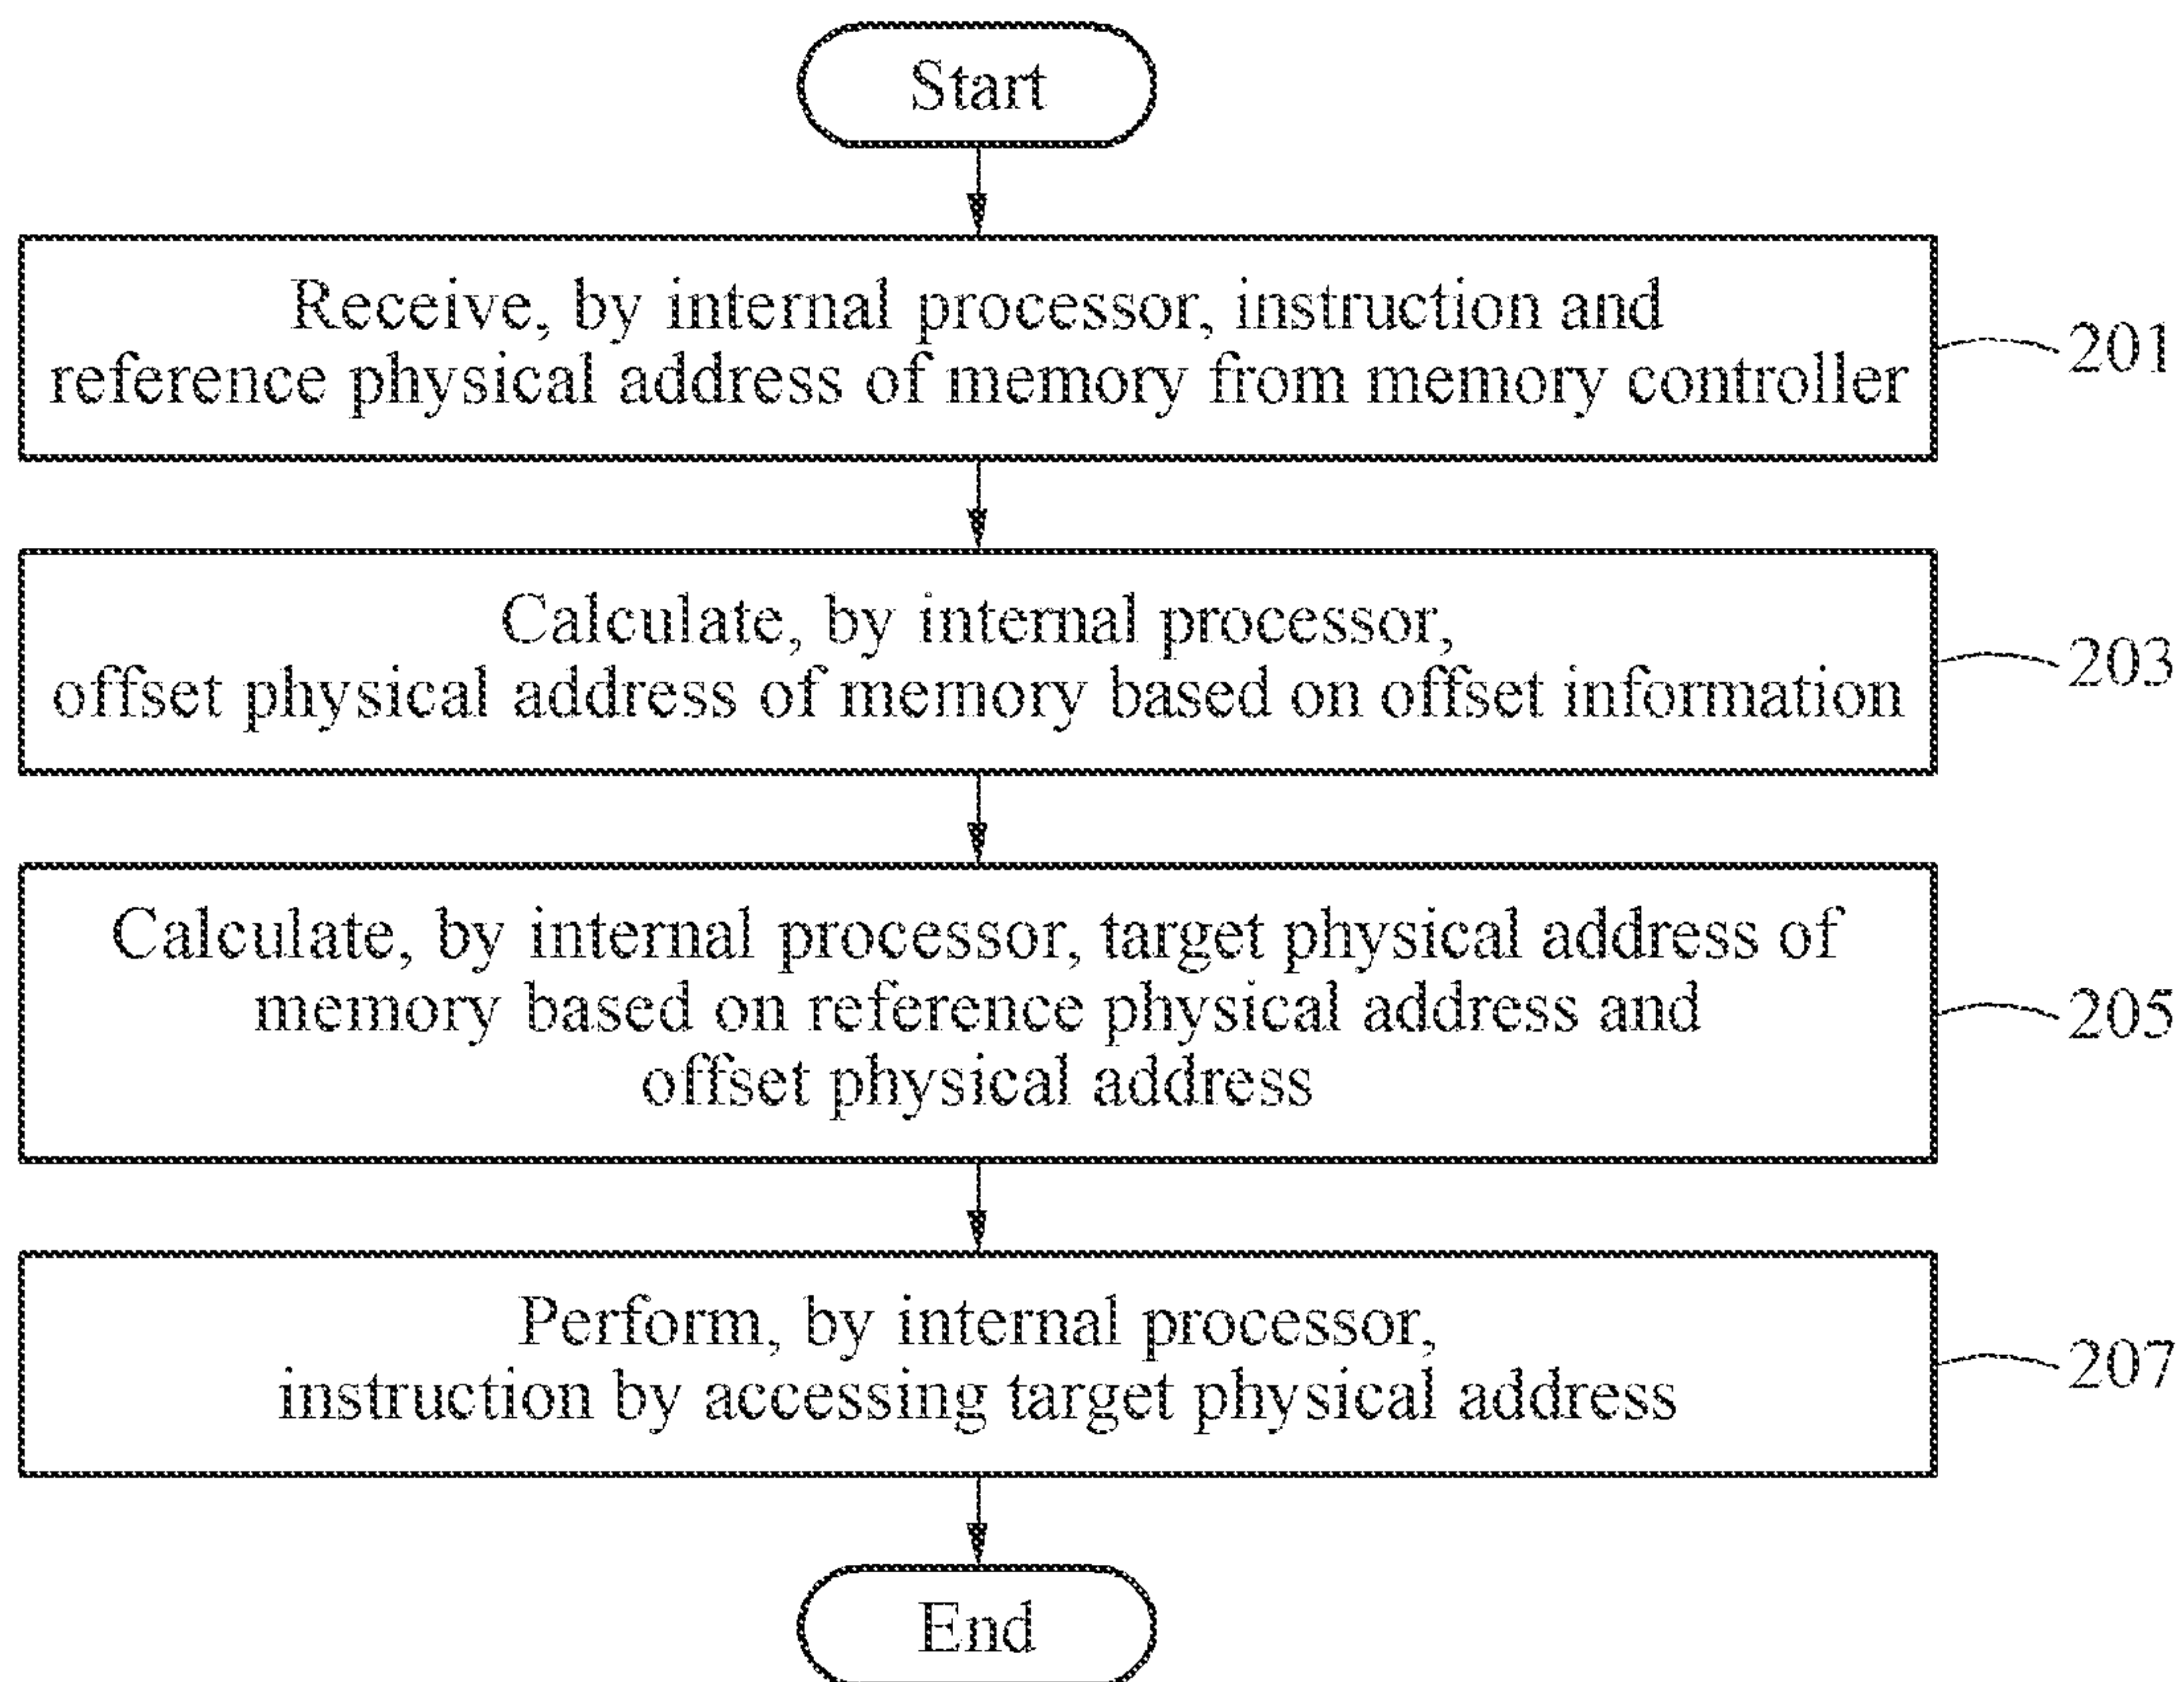 Start
Receive, by internal processor, instruction and
reference physical address of memory from memory controller
201
Calculate, by internal processor,
offset physical address of memory based on offset information
203
Calculate, by internal processor, target physical address of
memory based on reference physical address and
offset physical address
205
Perform, by internal processor,
instruction by accessing target physical address
207
End